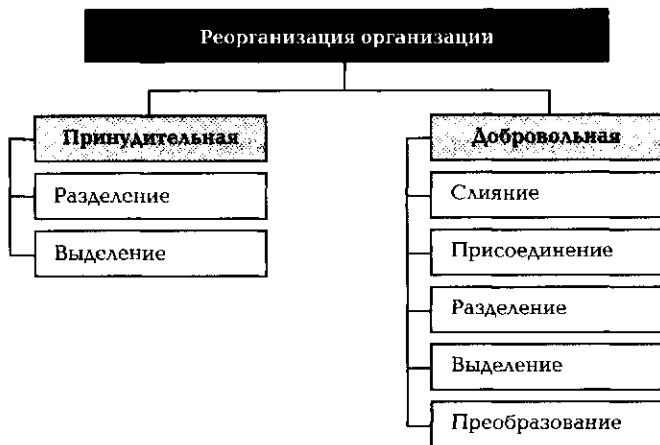 Реорганизация организации
Принудительная
Разделение
Выделение
Добровольная
Слияние
Присоединение
Разделение
Выделение
Преобразование